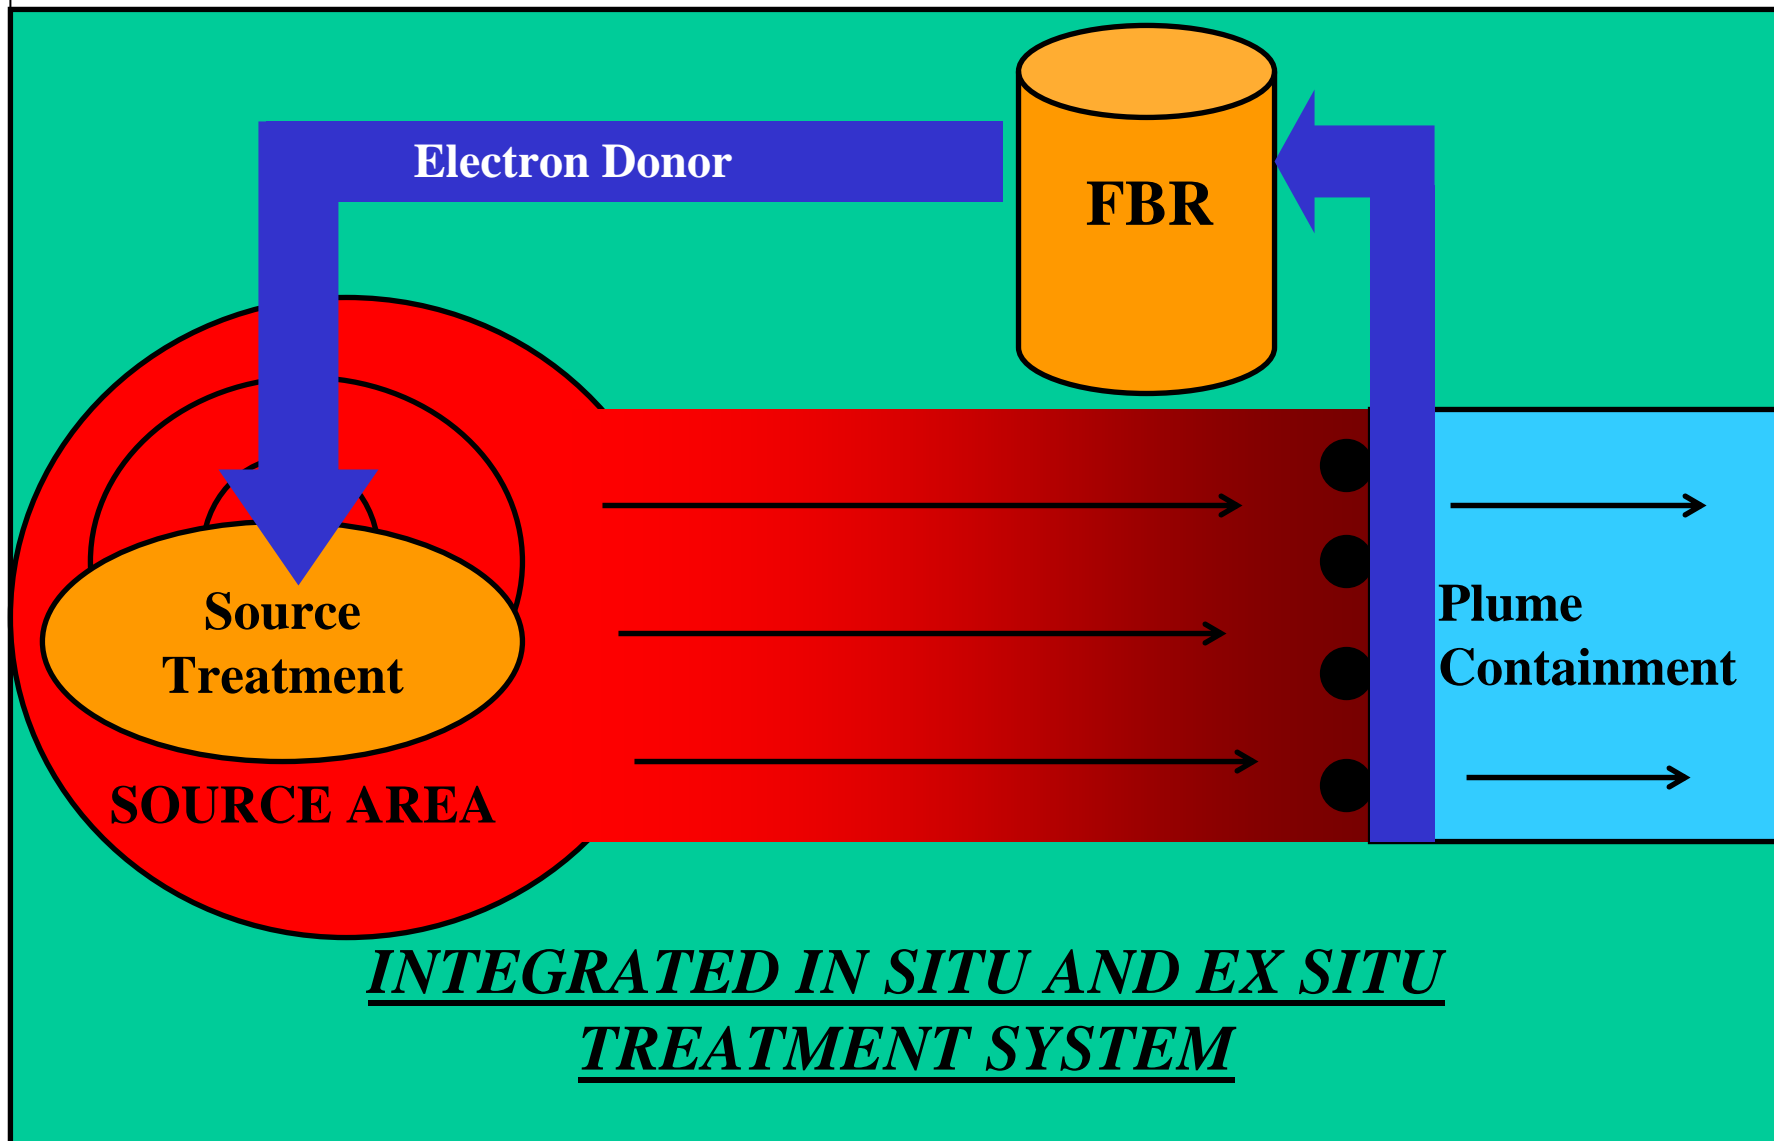 Electron Donor
FBR
Source
Treatment
SOURCE AREA
Plume
Containment
INTEGRATED IN SITU AND EX SITU
TREATMENT SYSTEM